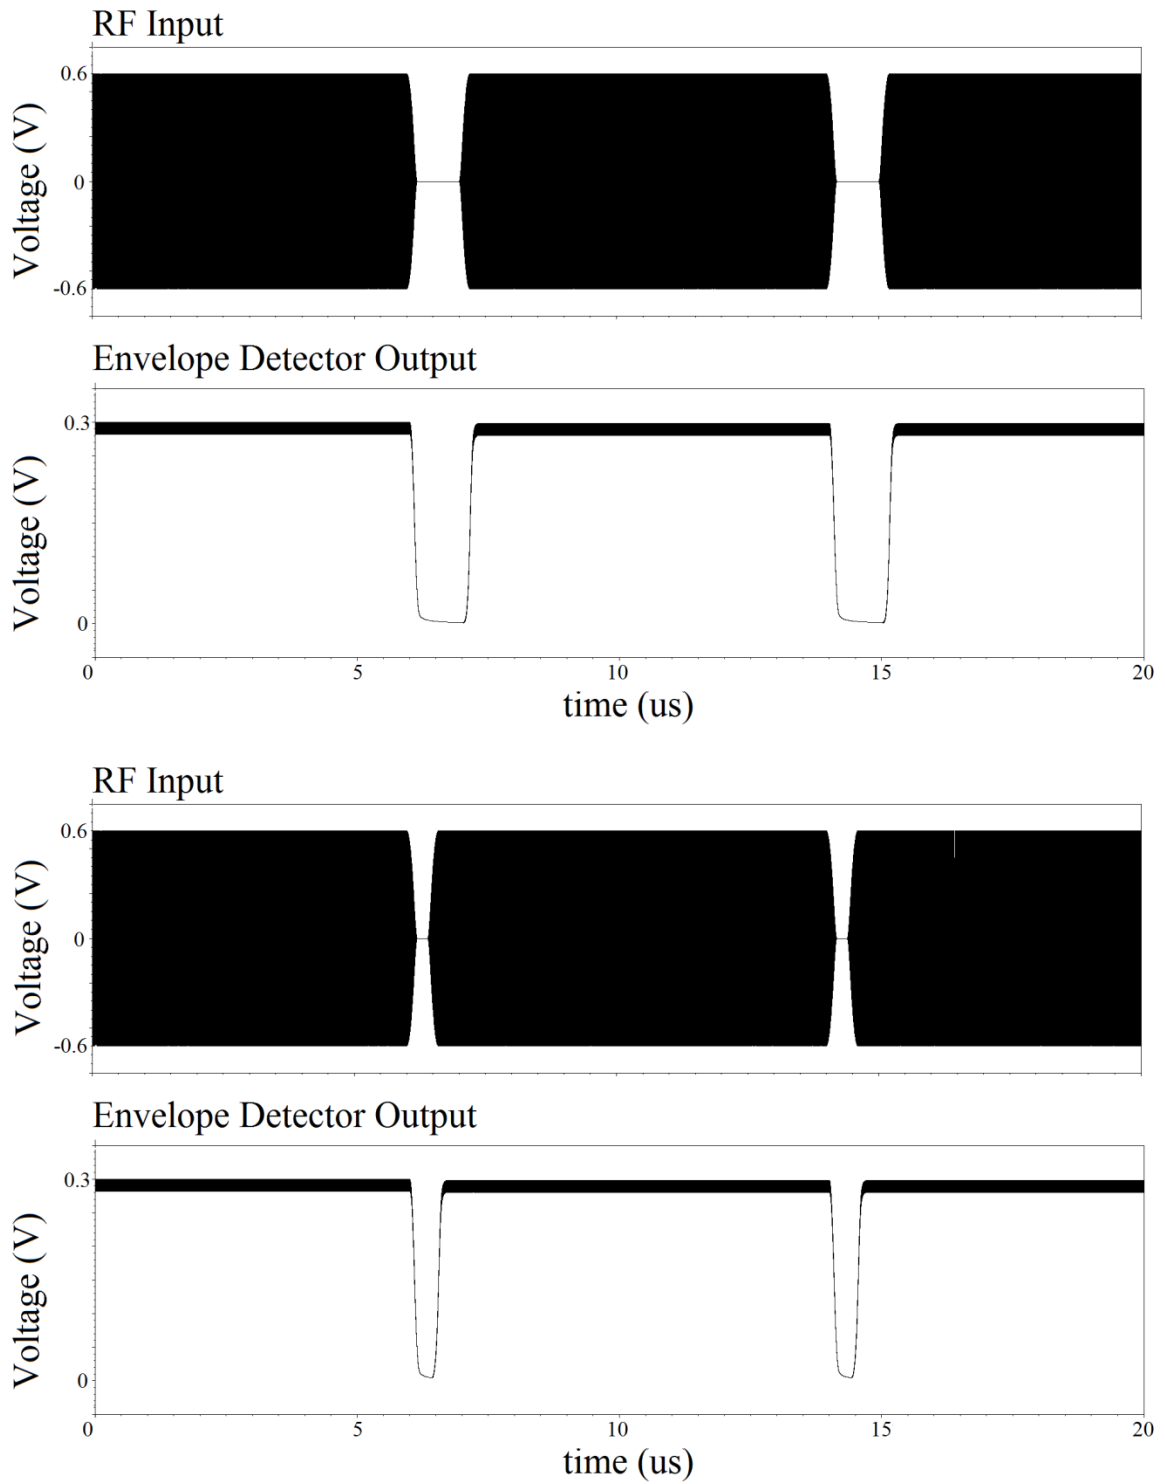 RF Input
Voltage (V)
0.6
0
-0.6
Envelope Detector Output
Voltage (V)
0.3
0
0 5 10 15 20
time (us)
RF Input
Voltage (V)
0.6
0
-0.6
Envelope Detector Output
Voltage (V)
0.3
0
0 5 10 15 20
time (us)